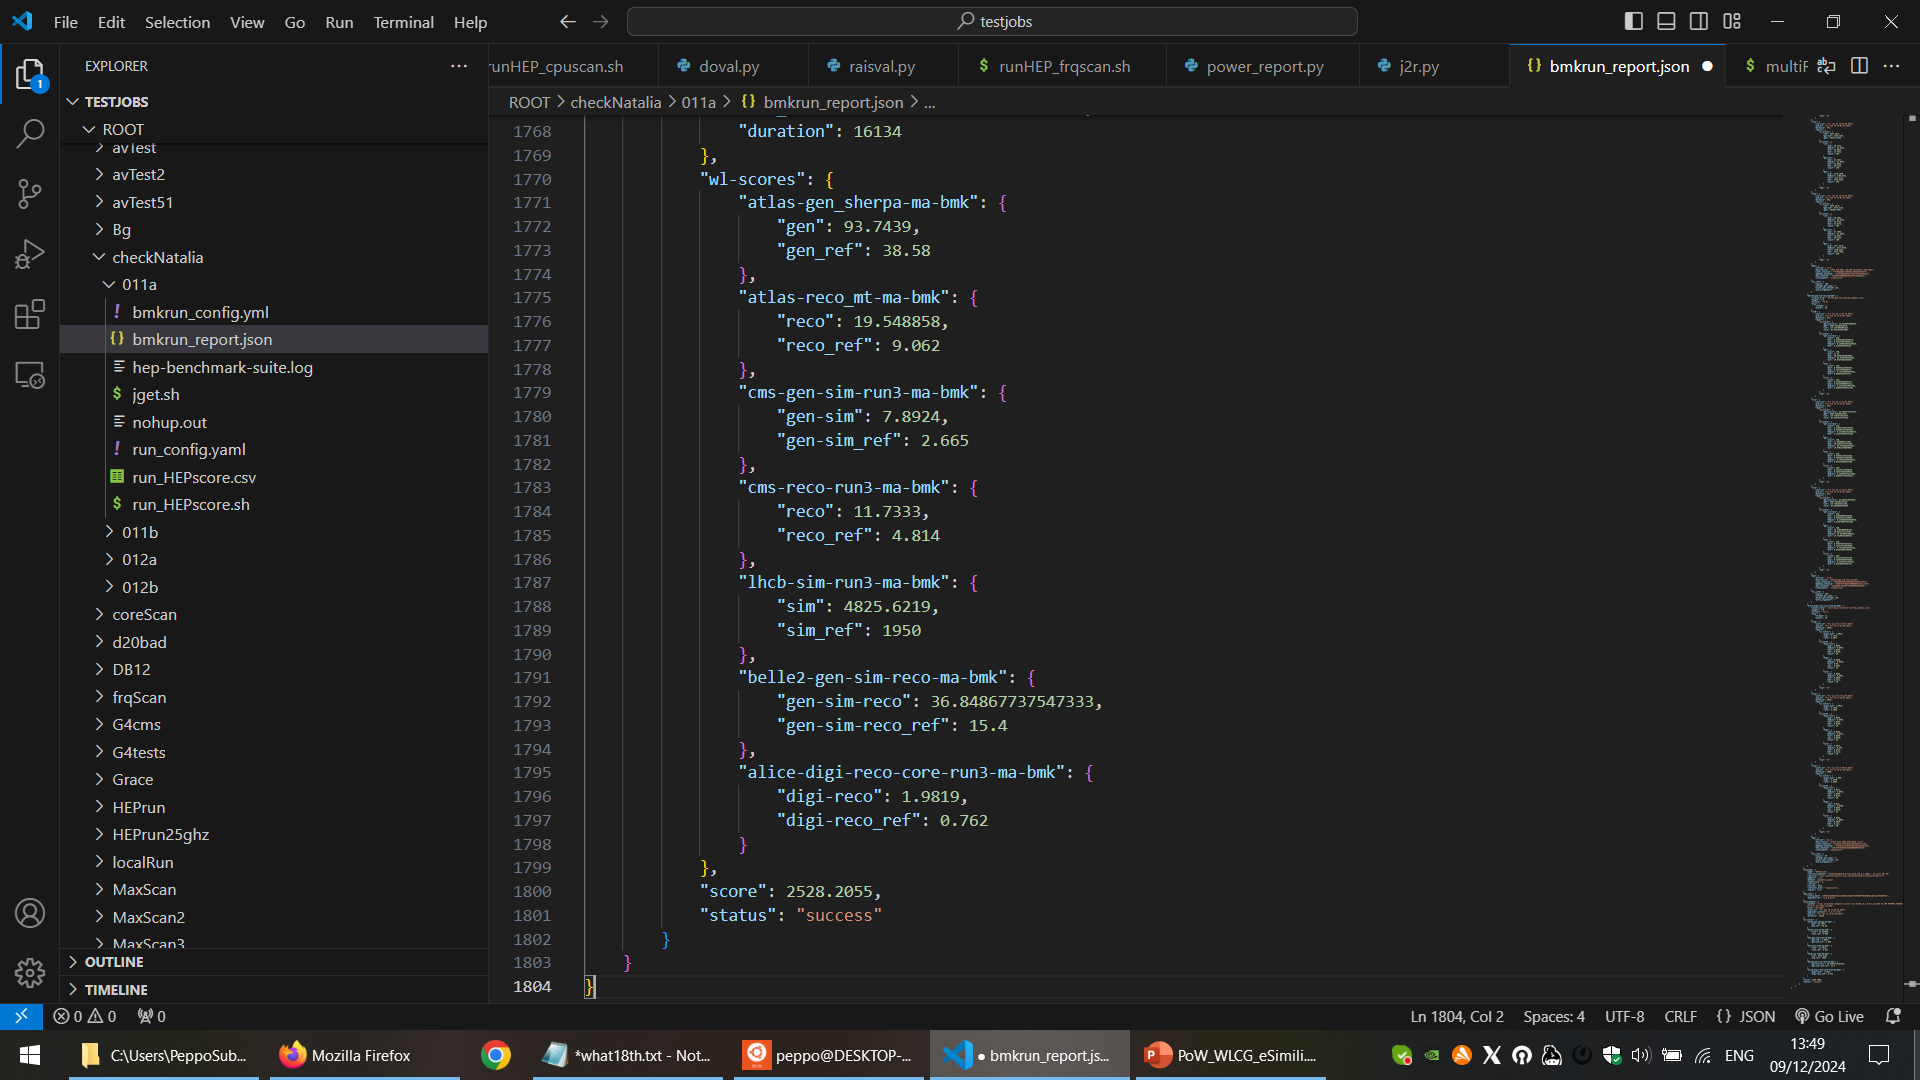 File Edit Selection View Go Run Terminal Help
testjobs
EXPLORER
TESTJOBS
ROOT
avTest
avTest2
avTest51
Bg
checkNatalia
011a
bmkrun_config.yml
bmkrun_report.json
hep-benchmark-suite.log
jget.sh
nohup.out
run_config.yaml
run_HEPscore.csv
run_HEPscore.sh
011b
012a
012b
coreScan
d20bad
DB12
frqScan
G4cms
G4tests
Grace
HEPrun
HEPrun25ghz
localRun
MaxScan
MaxScan2
MaxScan3
OUTLINE
TIMELINE
1
runHEP_cpuscan.sh doval.py raisval.py $ runHEP_frqscan.sh power_report.py j2r.py {} bmkrun_report.json $ multiF
ROOT > checkNatalia > 011a > {} bmkrun_report.json > ...
1768 "duration": 16134
1769 },
1770 "wl-scores": {
1771 "atlas-gen_sherpa-ma-bmk": {
1772 "gen": 93.7439,
1773 "gen_ref": 38.58
1774 },
1775 "atlas-reco_mt-ma-bmk": {
1776 "reco": 19.548858,
1777 "reco_ref": 9.062
1778 },
1779 "cms-gen-sim-run3-ma-bmk": {
1780 "gen-sim": 7.8924,
1781 "gen-sim_ref": 2.665
1782 },
1783 "cms-reco-run3-ma-bmk": {
1784 "reco": 11.7333,
1785 "reco_ref": 4.814
1786 },
1787 "lhcb-sim-run3-ma-bmk": {
1788 "sim": 4825.6219,
1789 "sim_ref": 1950
1790 },
1791 "belle2-gen-sim-reco-ma-bmk": {
1792 "gen-sim-reco": 36.84867737547333,
1793 "gen-sim-reco_ref": 15.4
1794 },
1795 "alice-digi-reco-core-run3-ma-bmk": {
1796 "digi-reco": 1.9819,
1797 "digi-reco_ref": 0.762
1798 }
1799 },
1800 "score": 2528.2055,
1801 "status": "success"
1802 }
1803 }
1804 }
0 0 0 Ln 1804, Col 2 Spaces: 4 UTF-8 CRLF {} JSON Go Live
C:\Users\PeppoSub... Mozilla Firefox *what18th.txt - Not... peppo@DESKTOP-... ● bmkrun_report.js... PoW_WLCG_eSimili.... ENG 13:49
09/12/2024